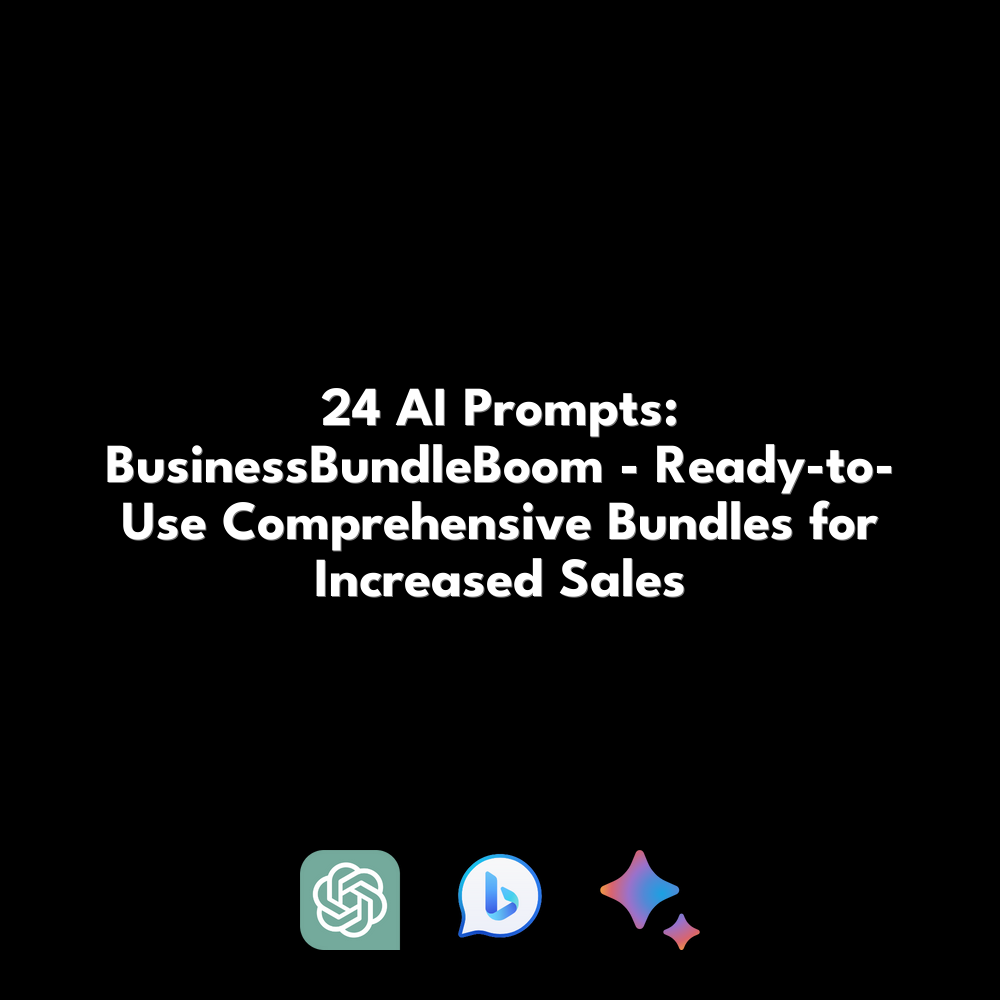 24 AI Prompts:
BusinessBundleBoom - Ready-to-
Use Comprehensive Bundles for
Increased Sales